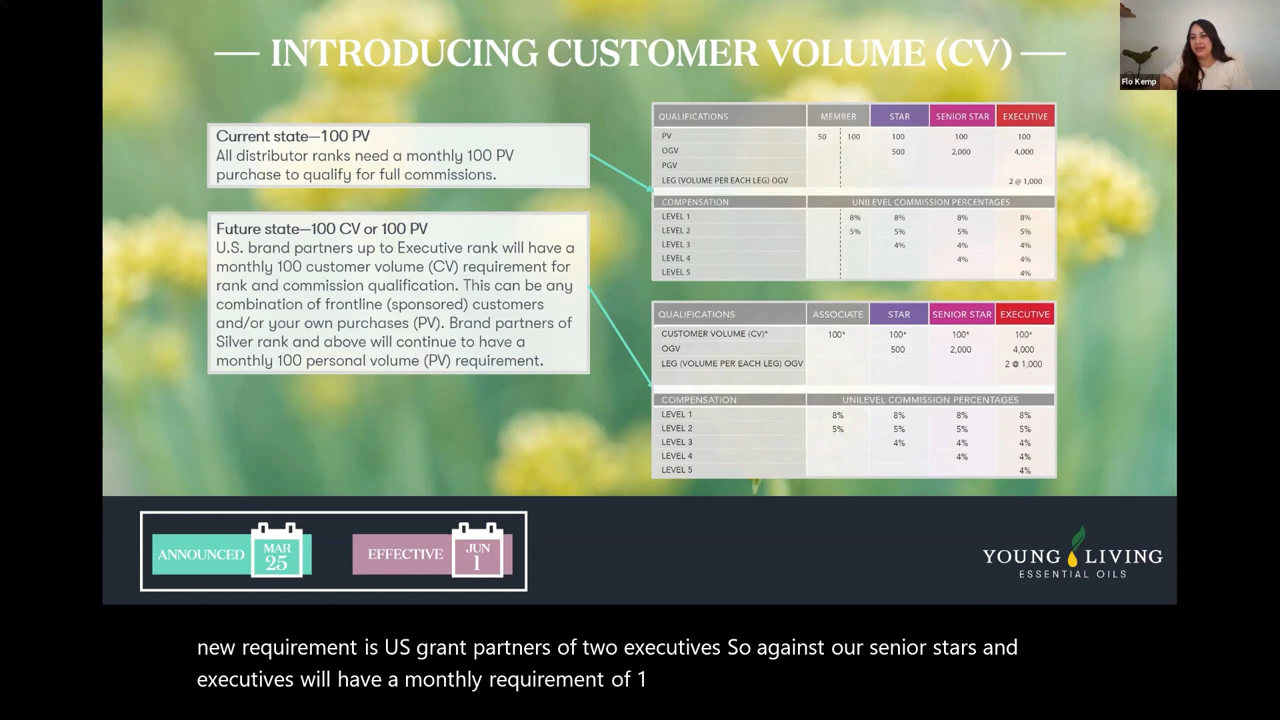 INTRODUCING CUSTOMER VOLUME (CV)
Flo Kemp
Current state—100 PV
All distributor ranks need a monthly 100 PV
purchase to qualify for full commissions.
Future state—100 CV or 100 PV
U.S. brand partners up to Executive rank will have a
monthly 100 customer volume (CV) requirement for
rank and commission qualification. This can be any
combination of frontline (sponsored) customers
and/or your own purchases (PV). Brand partners of
Silver rank and above will continue to have a
monthly 100 personal volume (PV) requirement.
QUALIFICATIONS MEMBER STAR SENIOR STAR EXECUTIVE
PV 50 100 100 100 100
OGV 500 2,000 4,000
PGV
LEG (VOLUME PER EACH LEG) OGV 2 @ 1,000
COMPENSATION UNILEVEL COMMISSION PERCENTAGES
LEVEL 1 8% 8% 8% 8%
LEVEL 2 5% 5% 5% 5%
LEVEL 3 4% 4% 4%
LEVEL 4 4% 4%
LEVEL 5 4%
QUALIFICATIONS ASSOCIATE STAR SENIOR STAR EXECUTIVE
CUSTOMER VOLUME (CV)* 100* 100* 100* 100*
OGV 500 2,000 4,000
LEG (VOLUME PER EACH LEG) OGV 2 @ 1,000
COMPENSATION UNILEVEL COMMISSION PERCENTAGES
LEVEL 1 8% 8% 8% 8%
LEVEL 2 5% 5% 5% 5%
LEVEL 3 4% 4% 4%
LEVEL 4 4% 4%
LEVEL 5 4%
ANNOUNCED MAR 25
EFFECTIVE JUN 1
YOUNG LIVING
ESSENTIAL OILS
new requirement is US grant partners of two executives So against our senior stars and
executives will have a monthly requirement of 1